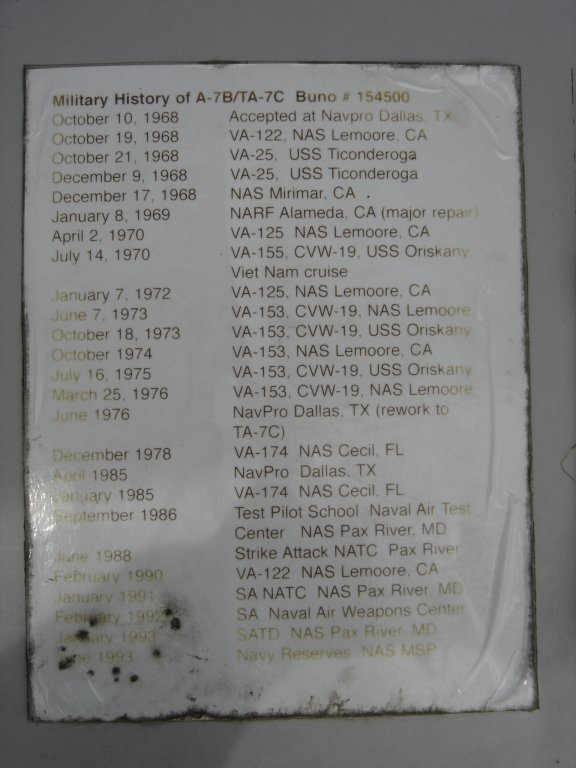 Military History of A-7B/TA-7C Buno # 154500
October 10, 1968 Accepted at Navpro Dallas, TX
October 19, 1968 VA-122, NAS Lemoore, CA
October 21, 1968 VA-25, USS Ticonderoga
December 9, 1968 VA-25, USS Ticonderoga
December 17, 1968 NAS Mirimar, CA .
January 8, 1969 NARF Alameda, CA (major repair)
April 2, 1970 VA-125 NAS Lemoore, CA
July 14, 1970 VA-155, CVW-19, USS Oriskany
Viet Nam cruise
January 7, 1972 VA-125, NAS Lemoore, CA
June 7, 1973 VA-153, CVW-19, NAS Lemoore
October 18, 1973 VA-153, CVW-19, USS Oriskany
October 1974 VA-153, NAS Lemoore, CA
July 16, 1975 VA-153, CVW-19, USS Oriskany
March 25, 1976 VA-153, CVW-19, NAS Lemoore
June 1976 NavPro Dallas, TX (rework to
TA-7C)
December 1978 VA-174 NAS Cecil, FL
April 1985 NavPro Dallas, TX
January 1985 VA-174 NAS Cecil, FL
September 1986 Test Pilot School Naval Air Test
Center NAS Pax River, MD
June 1988 Strike Attack NATC Pax River
February 1990 VA-122 NAS Lemoore, CA
January 1991 SA NATC NAS Pax River, MD
February 1992 SA Naval Air Weapons Center
January 1993 SATD NAS Pax River, MD
June 1993 Navy Reserves NAS MSP